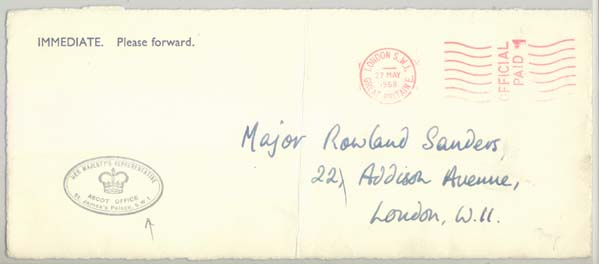 IMMEDIATE. Please forward.
LONDON S.W.1.
27 MAY
1968
GREAT BRITAIN
OFFICIAL
PAID
Major Rowland Sanders,
22, Addison Avenue,
London, W.11.
HER MAJESTY'S REPRESENTATIVE
ASCOT OFFICE
St. James's Palace, S.W.1